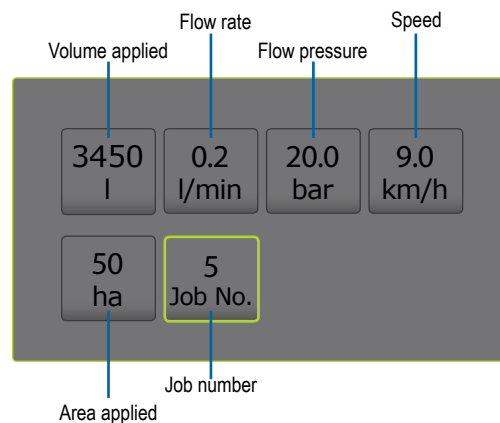 Flow rate
Speed
Volume applied
Flow pressure
3450
l
0.2
l/min
20.0
bar
9.0
km/h
50
ha
5
Job No.
Job number
Area applied